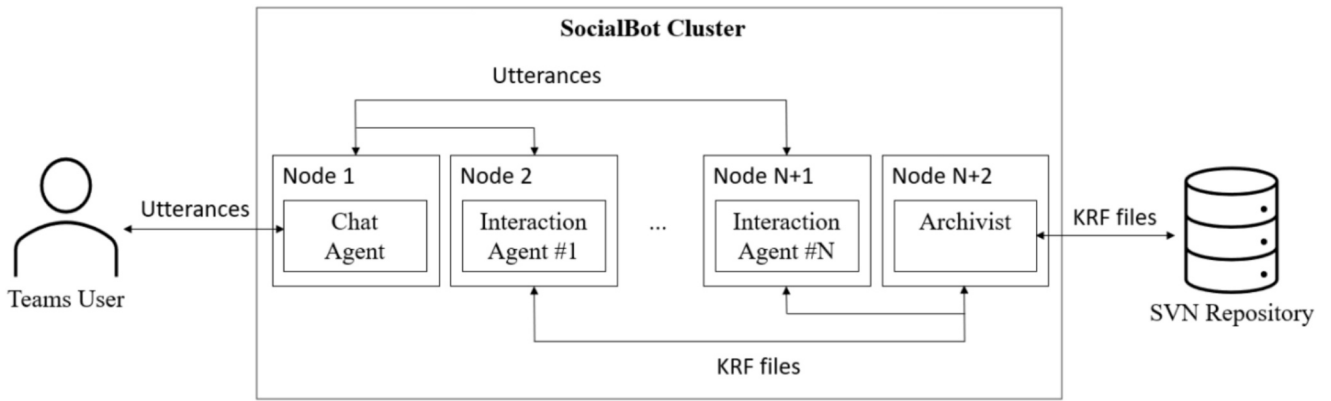 SocialBot Cluster
Utterances
Node 1
Node 2
Node N+1
Node N+2
Utterances
Chat
Agent
Interaction
Agent #1
...
Interaction
Agent #N
Archivist
KRF files
Teams User
SVN Repository
KRF files